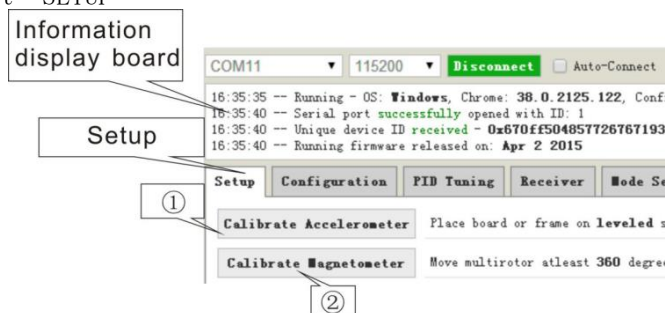 SETUP
Information
display board
COM11 115200 Disconnect Auto-Connect
16:35:35 -- Running - OS: Windows, Chrome: 38.0.2125.122, Confi
16:35:40 -- Serial port successfully opened with ID: 1
16:35:40 -- Unique device ID received - 0x670ff504857726767193
16:35:40 -- Running firmware released on: Apr 2 2015
Setup
Setup Configuration PID Tuning Receiver Mode Se
①
Calibrate Accelerometer Place board or frame on leveled s
Calibrate Magnetometer Move multirotor atleast 360 degree
②